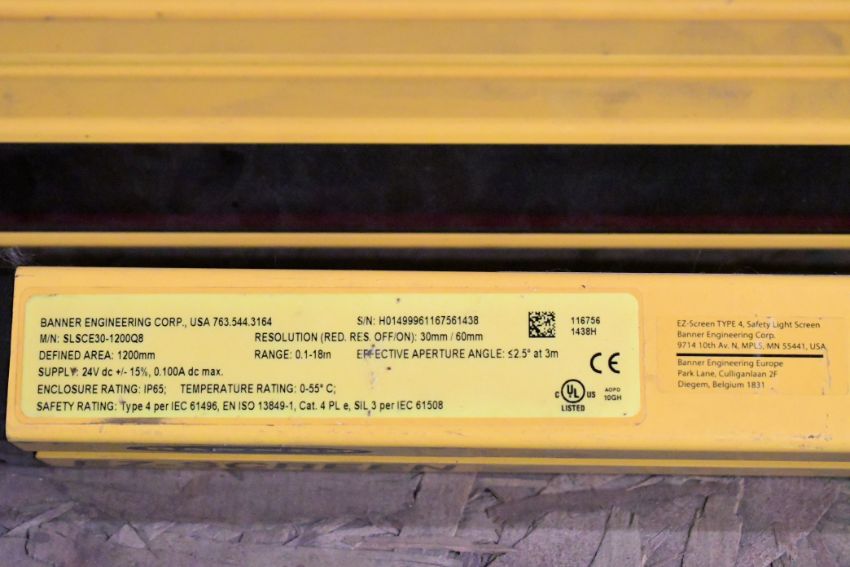 BANNER ENGINEERING CORP., USA 763.544.3164 S/N: H01499961167561438
M/N: SLSCE30-1200Q8 RESOLUTION (RED. RES. OFF/ON): 30mm / 60mm
DEFINED AREA: 1200mm RANGE: 0.1-18m EFFECTIVE APERTURE ANGLE: ≤2.5° at 3m
SUPPLY: 24V dc +/- 15%, 0.100A dc max.
ENCLOSURE RATING: IP65; TEMPERATURE RATING: 0-55° C;
SAFETY RATING: Type 4 per IEC 61496, EN ISO 13849-1, Cat. 4 PL e, SIL 3 per IEC 61508
116756
1438H
CE
C UL US
LISTED
AOPD
10GH
EZ-Screen TYPE 4, Safety Light Screen
Banner Engineering Corp.
9714 10th Av. N, MPLS, MN 55441, USA
Banner Engineering Europe
Park Lane, Culliganlaan 2F
Diegem, Belgium 1831